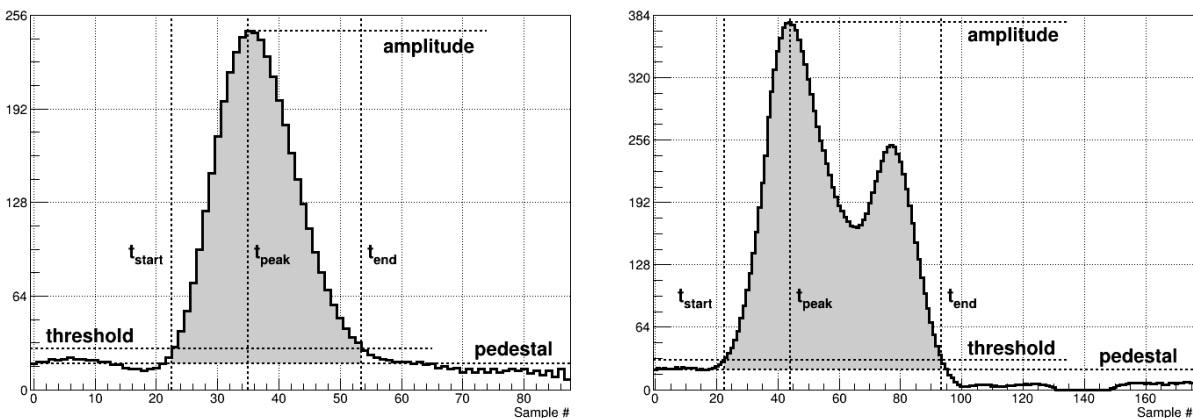 256
amplitude
192
128
t_start
t_peak
t_end
64
threshold
pedestal
0
0 10 20 30 40 50 60 70 80
Sample #
384
amplitude
320
256
192
128
t_start
t_peak
t_end
64
threshold
pedestal
0
0 20 40 60 80 100 120 140 160
Sample #